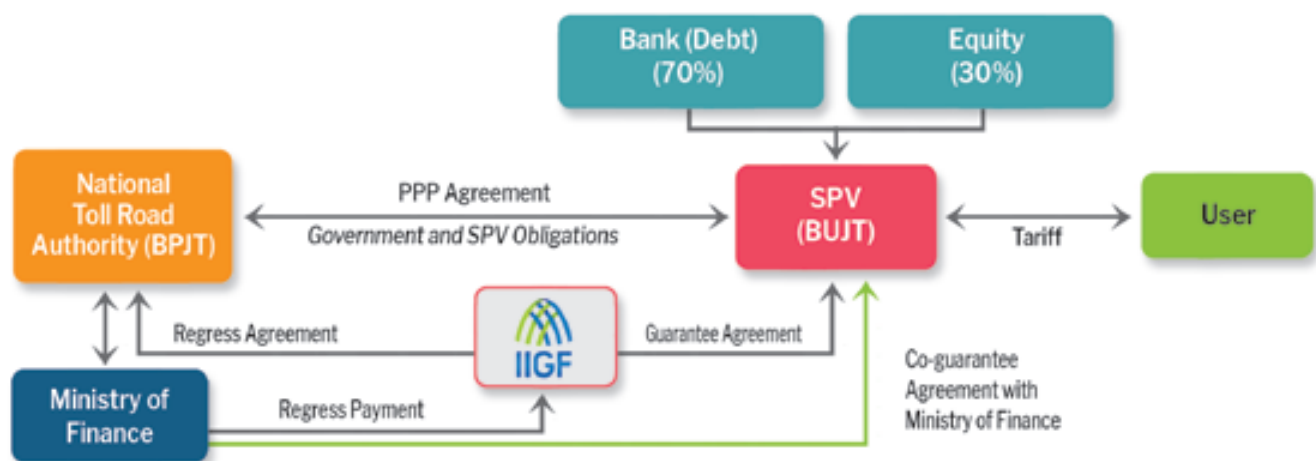 Bank (Debt)
(70%)
Equity
(30%)
National
Toll Road
Authority (BPJT)
PPP Agreement
Government and SPV Obligations
SPV
(BUJT)
Tariff
User
Regress Agreement
IIGF
Guarantee Agreement
Co-guarantee
Agreement with
Ministry of Finance
Ministry of
Finance
Regress Payment